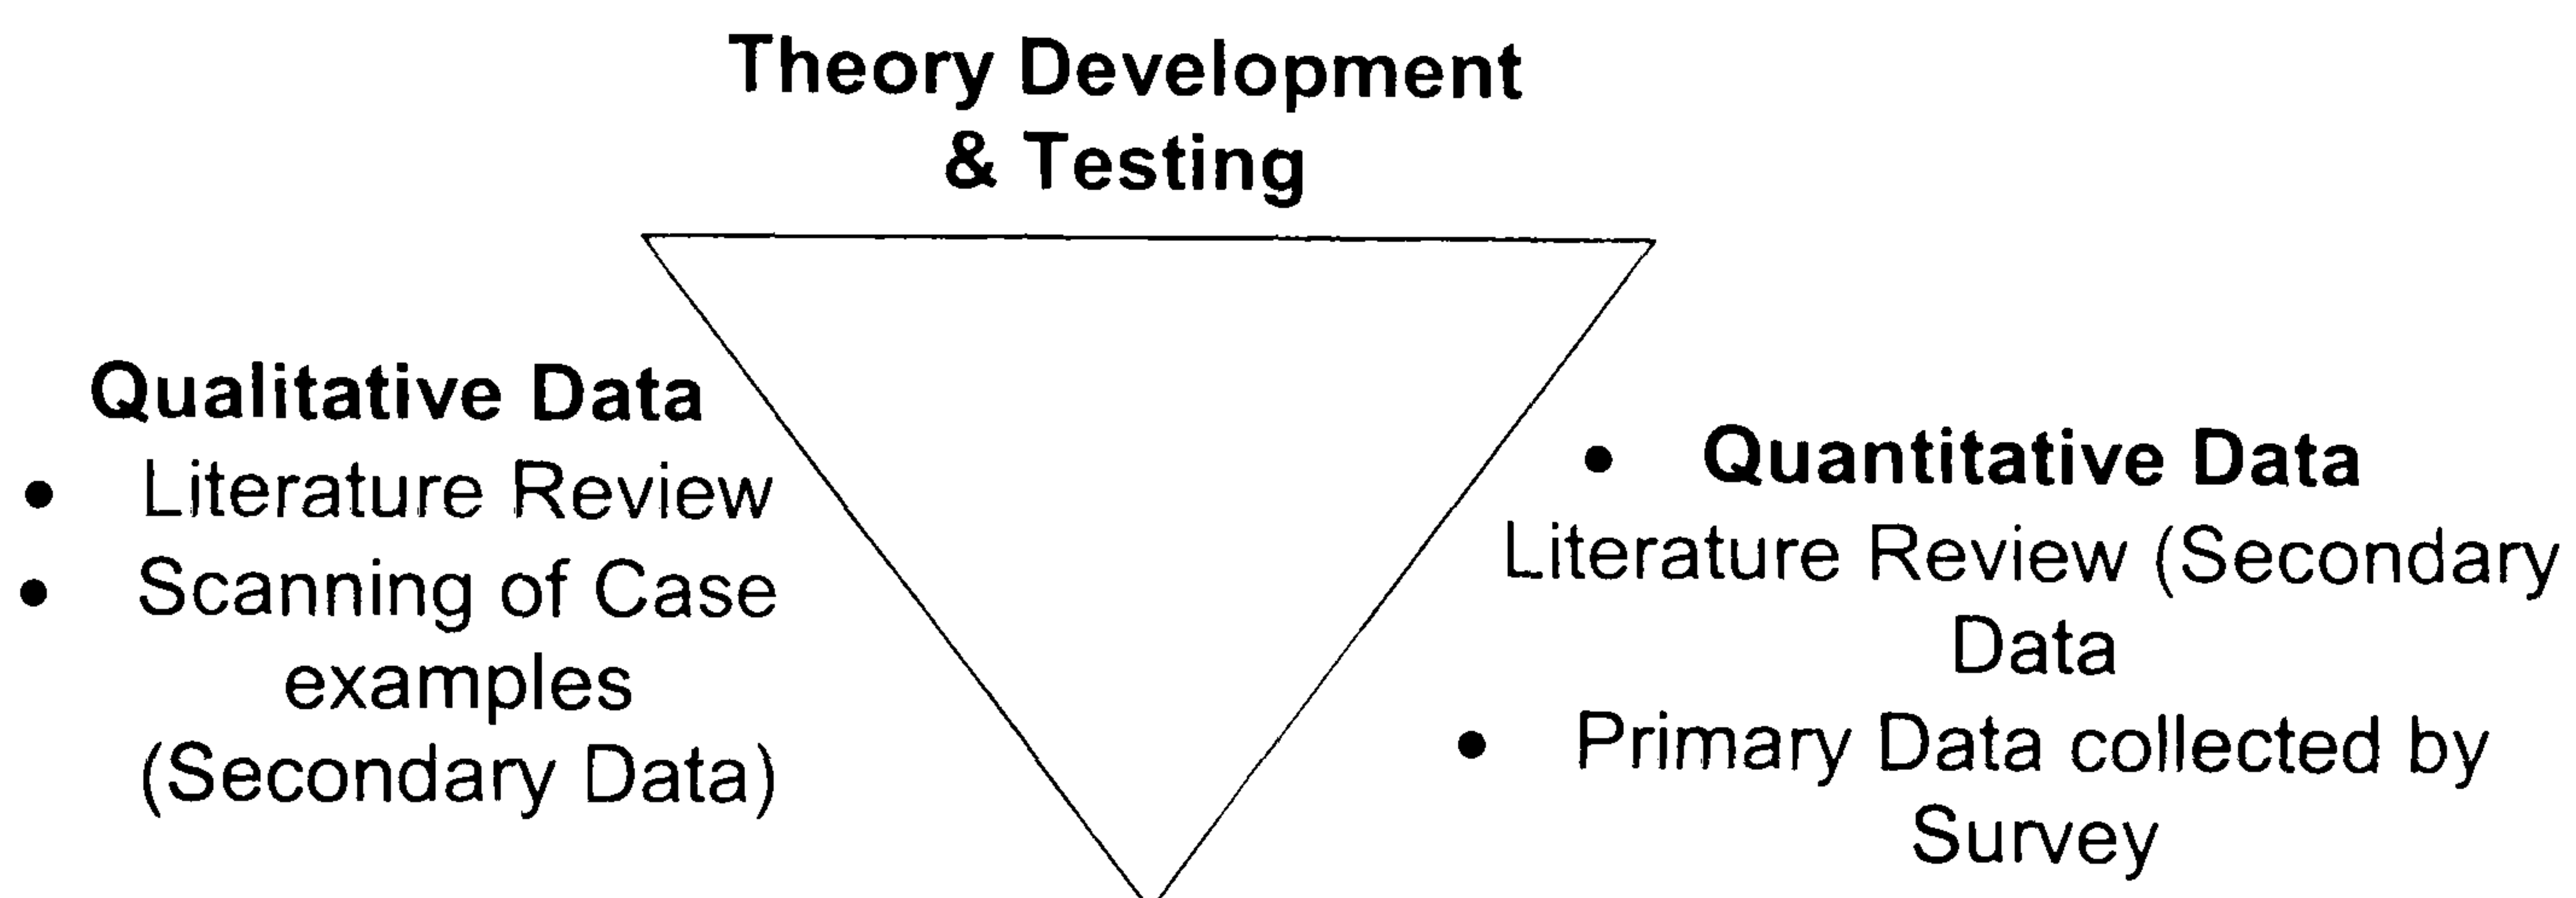 Theory Development
& Testing
Qualitative Data
• Literature Review
• Scanning of Case
examples
(Secondary Data)
• Quantitative Data
Literature Review (Secondary
Data
• Primary Data collected by
Survey